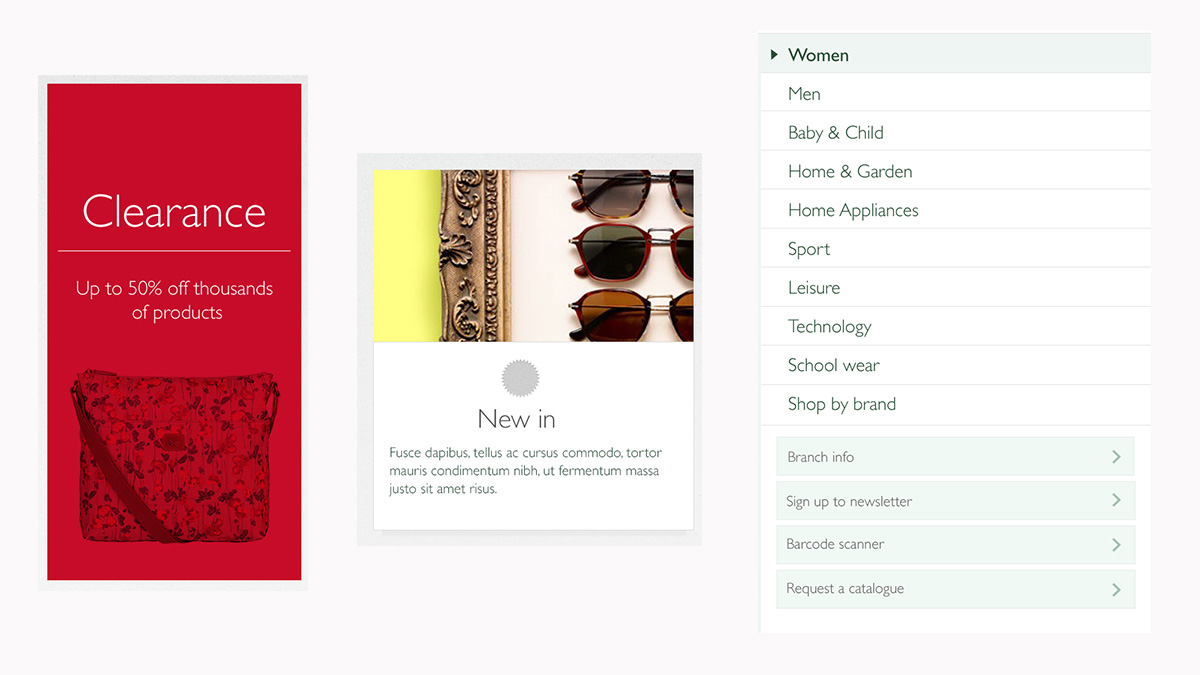 Clearance
Up to 50% off thousands
of products
New in
Fusce dapibus, tellus ac cursus commodo, tortor
mauris condimentum nibh, ut fermentum massa
justo sit amet risus.
Women
Men
Baby & Child
Home & Garden
Home Appliances
Sport
Leisure
Technology
School wear
Shop by brand
Branch info
Sign up to newsletter
Barcode scanner
Request a catalogue